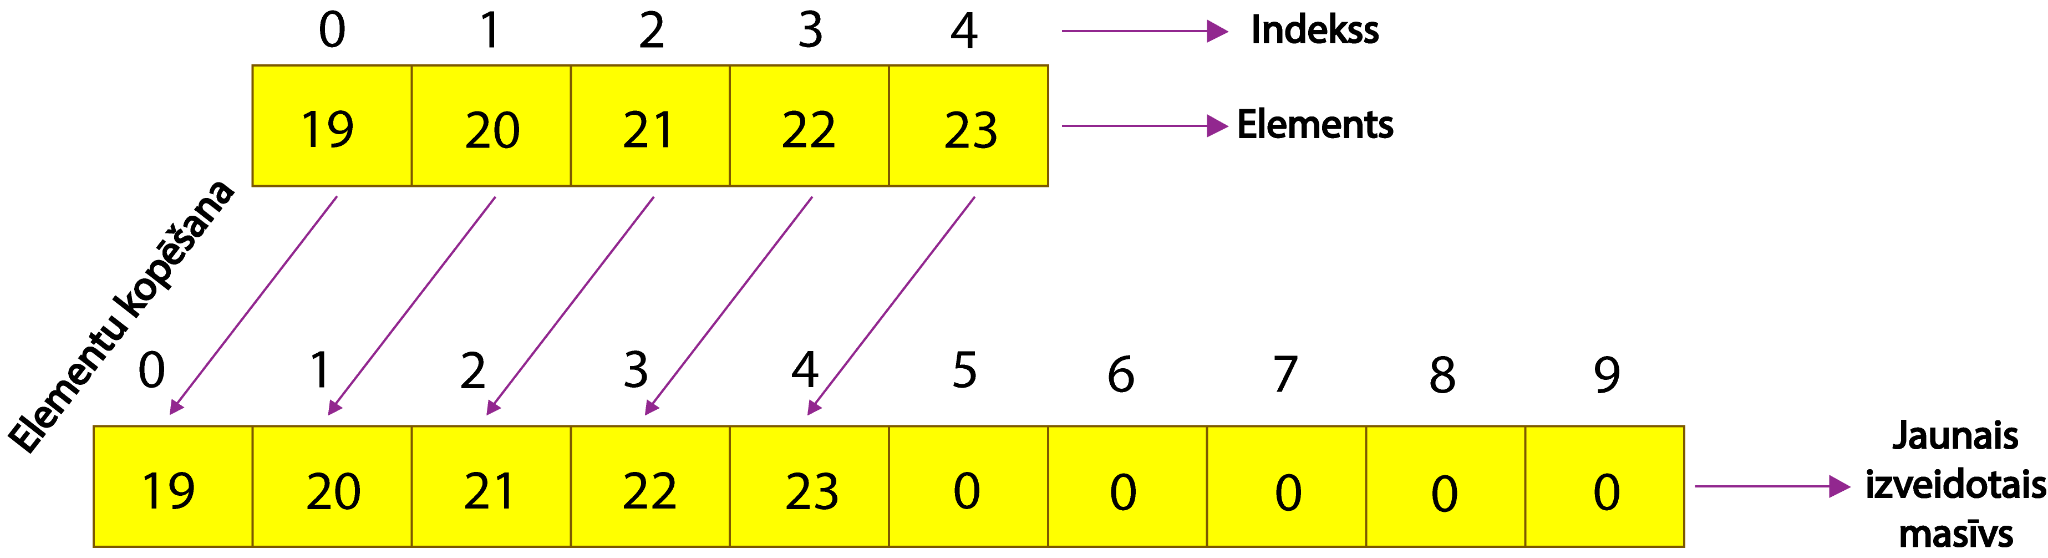 0 1 2 3 4 Indekss
19 20 21 22 23 Elements
Elementu kopēšana
0 1 2 3 4 5 6 7 8 9
19 20 21 22 23 0 0 0 0 0
Jaunais
izveidotais
masīvs